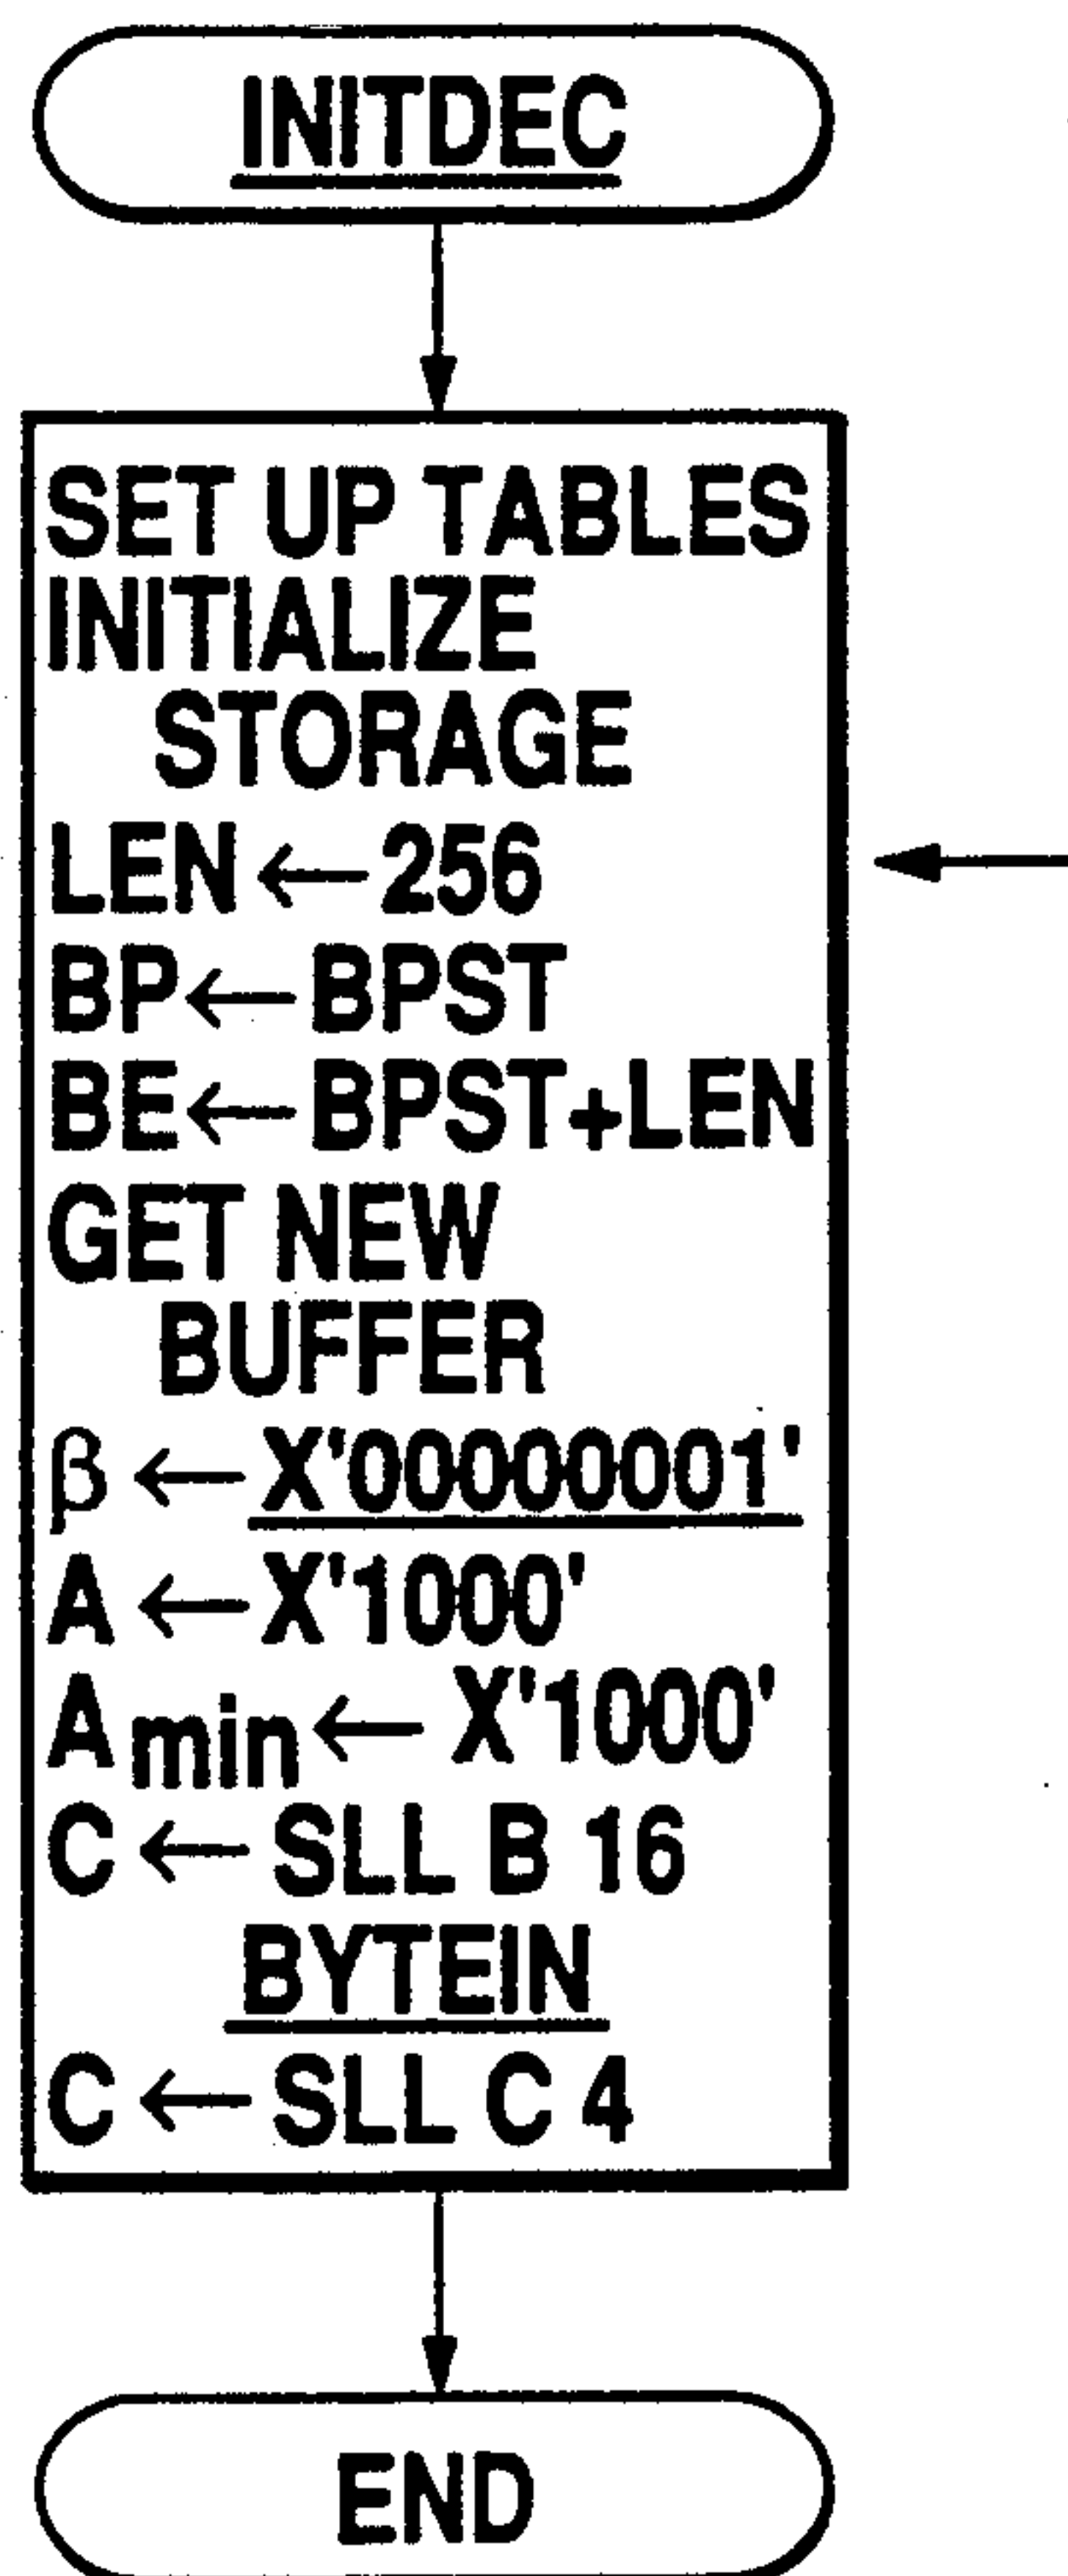 INITDEC
SET UP TABLES
INITIALIZE
STORAGE
LEN←256
BP←BPST
BE←BPST+LEN
GET NEW
BUFFER
β←X'00000001'
A←X'1000'
Amin←X'1000'
C←SLL B 16
BYTEIN
C←SLL C 4
END